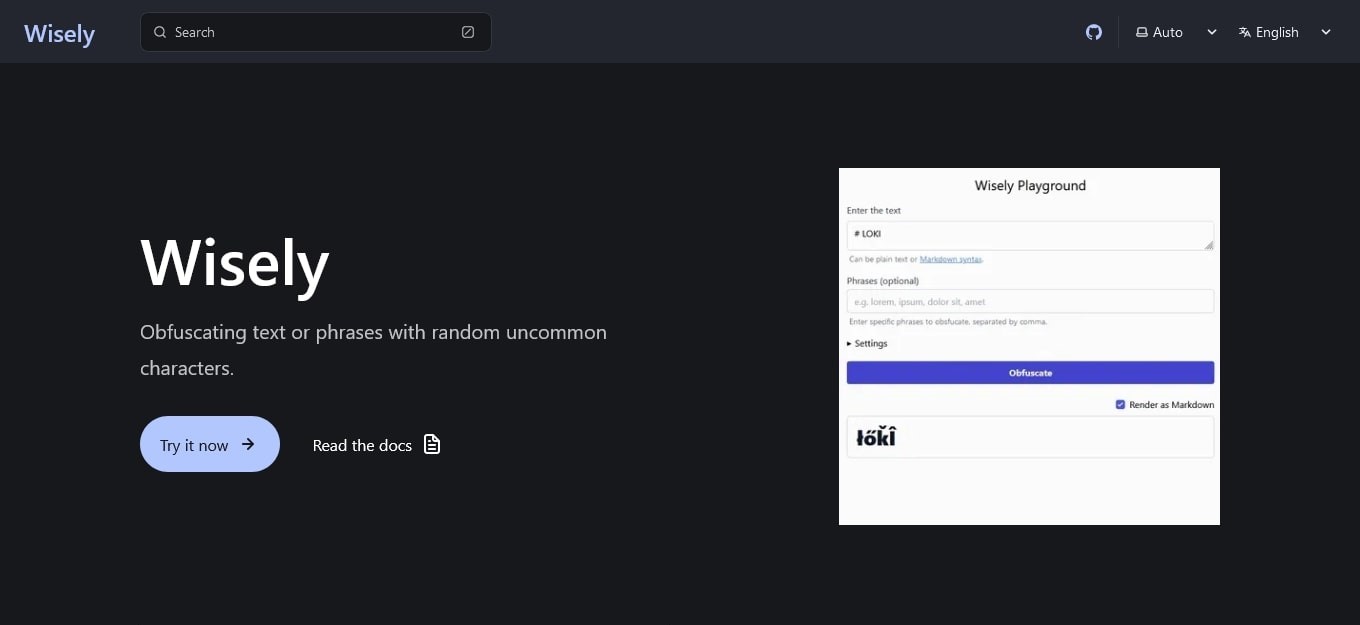 Wisely
Search
Auto
English
Wisely
Obfuscating text or phrases with random uncommon
characters.
Try it now
Read the docs
Wisely Playground
Enter the text
# LOKI
Can be plain text or Markdown syntax.
Phrases (optional)
e.g. lorem, ipsum, dolor sit, amet
Enter specific phrases to obsfucate, separated by comma.
Settings
Obfuscate
Render as Markdown